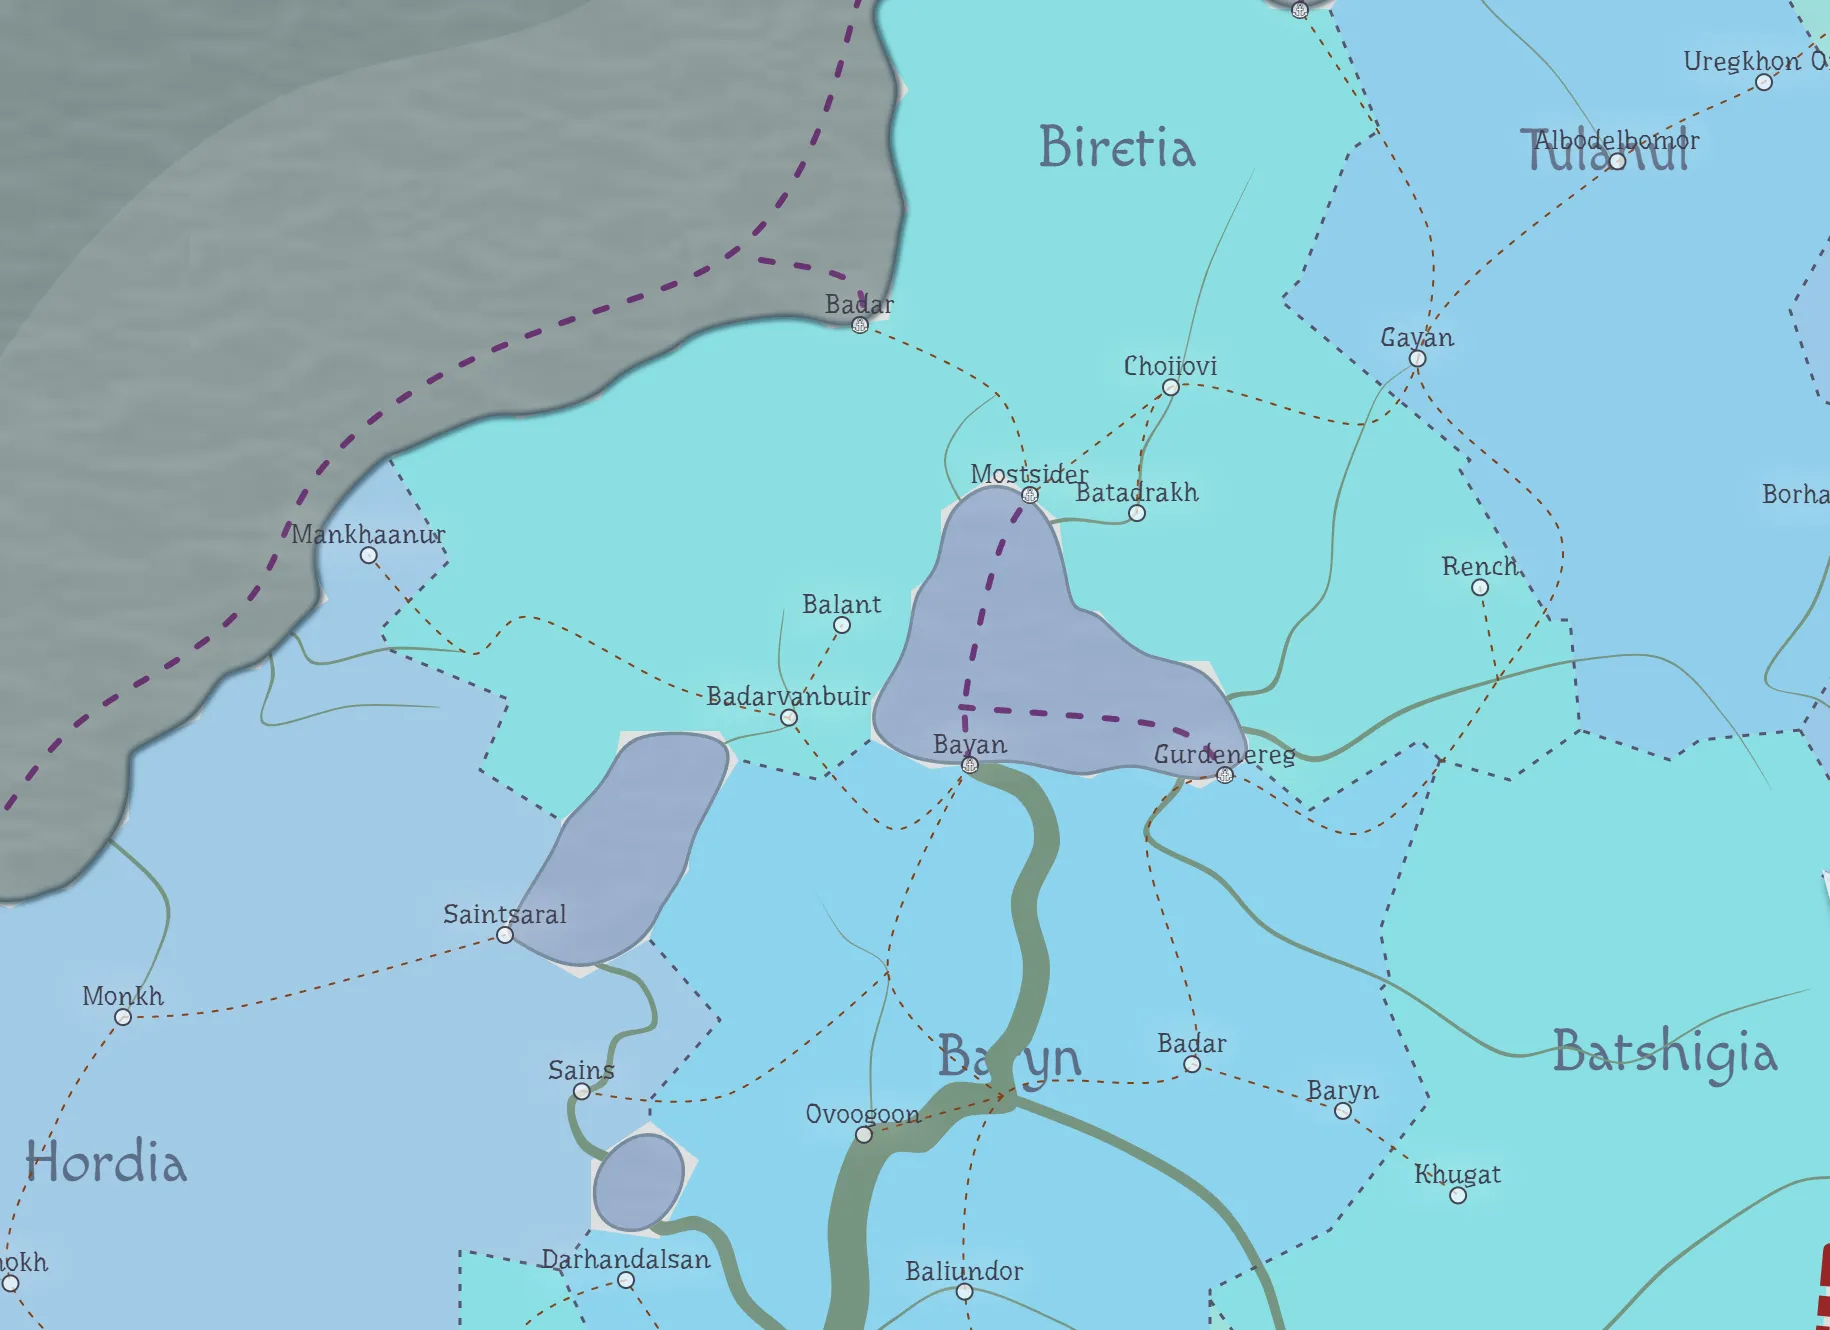 Uregkhon O
Biretia
Albodelbomor
Tulamul
Badar
Gayan
Choiiovi
Mostsider
Batadrakh
Borha
Mankhaanur
Rench
Balant
Badarvanbuir
Bayan
Gurdenereg
Saintsaral
Monkh
Badar
Baryn
Batshigia
Sains
Baryn
Ovoogoon
Hordia
Khugat
okh
Darhandalsan
Baliundor